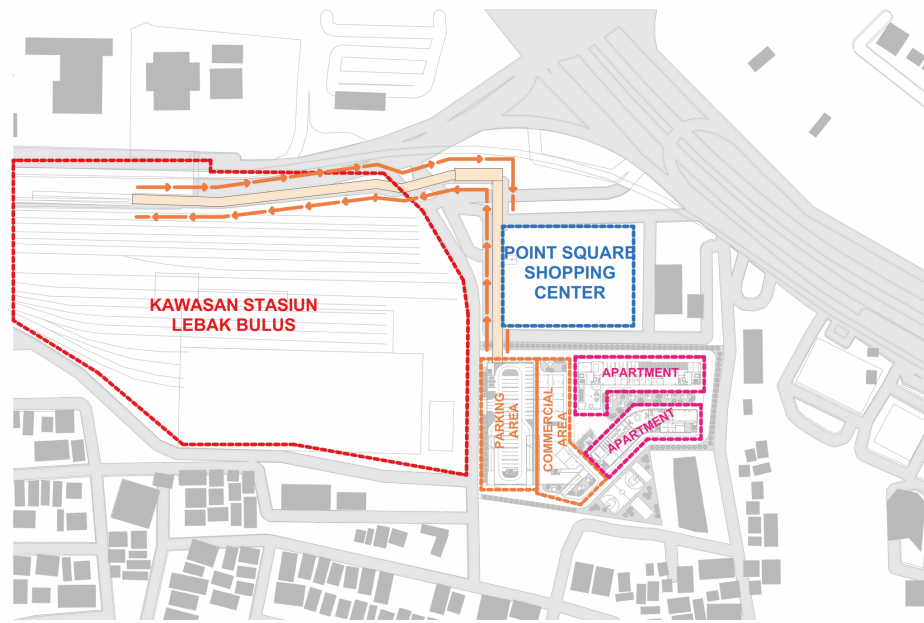 KAWASAN STASIUN
LEBAK BULUS
POINT SQUARE
SHOPPING
CENTER
PARKING
AREA
COMMERCIAL
AREA
APARTMENT
APARTMENT